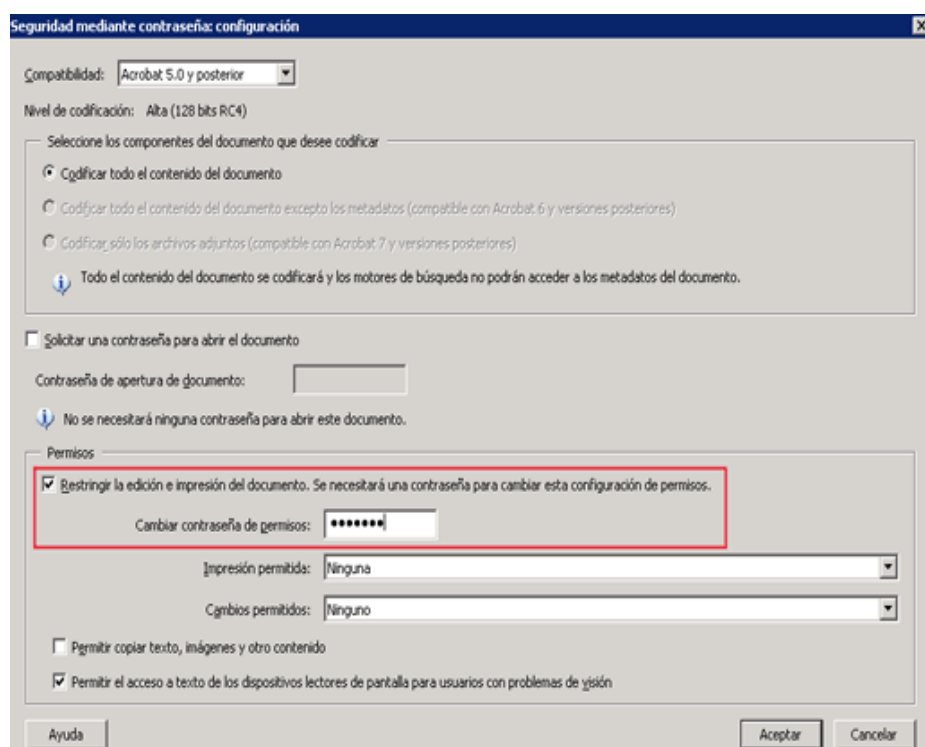 Seguridad mediante contraseña: configuración
Compatibilidad: Acrobat 5.0 y posterior
Nivel de codificación: Alta (128 bits RC4)
Seleccione los componentes del documento que desee codificar
Codificar todo el contenido del documento
Codificar todo el contenido del documento excepto los metadatos (compatible con Acrobat 6 y versiones posteriores)
Codificar sólo los archivos adjuntos (compatible con Acrobat 7 y versiones posteriores)
Todo el contenido del documento se codificará y los motores de búsqueda no podrán acceder a los metadatos del documento.
Solicitar una contraseña para abrir el documento
Contraseña de apertura de documento:
No se necesitará ninguna contraseña para abrir este documento.
Permisos
Restringir la edición e impresión del documento. Se necesitará una contraseña para cambiar esta configuración de permisos.
Cambiar contraseña de permisos: •••••••
Impresión permitida: Ninguna
Cambios permitidos: Ninguno
Permitir copiar texto, imágenes y otro contenido
Permitir el acceso a texto de los dispositivos lectores de pantalla para usuarios con problemas de visión
Ayuda Aceptar Cancelar